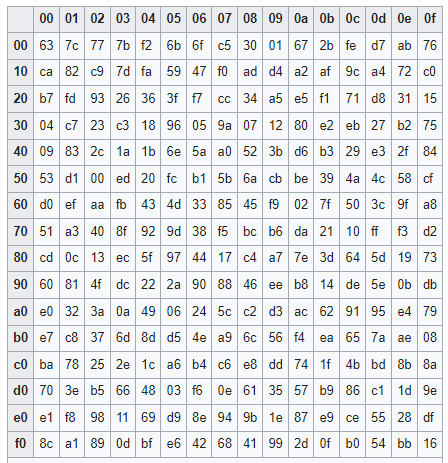 00 01 02 03 04 05 06 07 08 09 0a 0b 0c 0d 0e 0f
00 63 7c 77 7b f2 6b 6f c5 30 01 67 2b fe d7 ab 76
10 ca 82 c9 7d fa 59 47 f0 ad d4 a2 af 9c a4 72 c0
20 b7 fd 93 26 36 3f f7 cc 34 a5 e5 f1 71 d8 31 15
30 04 c7 23 c3 18 96 05 9a 07 12 80 e2 eb 27 b2 75
40 09 83 2c 1a 1b 6e 5a a0 52 3b d6 b3 29 e3 2f 84
50 53 d1 00 ed 20 fc b1 5b 6a cb be 39 4a 4c 58 cf
60 d0 ef aa fb 43 4d 33 85 45 f9 02 7f 50 3c 9f a8
70 51 a3 40 8f 92 9d 38 f5 bc b6 da 21 10 ff f3 d2
80 cd 0c 13 ec 5f 97 44 17 c4 a7 7e 3d 64 5d 19 73
90 60 81 4f dc 22 2a 90 88 46 ee b8 14 de 5e 0b db
a0 e0 32 3a 0a 49 06 24 5c c2 d3 ac 62 91 95 e4 79
b0 e7 c8 37 6d 8d d5 4e a9 6c 56 f4 ea 65 7a ae 08
c0 ba 78 25 2e 1c a6 b4 c6 e8 dd 74 1f 4b bd 8b 8a
d0 70 3e b5 66 48 03 f6 0e 61 35 57 b9 86 c1 1d 9e
e0 e1 f8 98 11 69 d9 8e 94 9b 1e 87 e9 ce 55 28 df
f0 8c a1 89 0d bf e6 42 68 41 99 2d 0f b0 54 bb 16